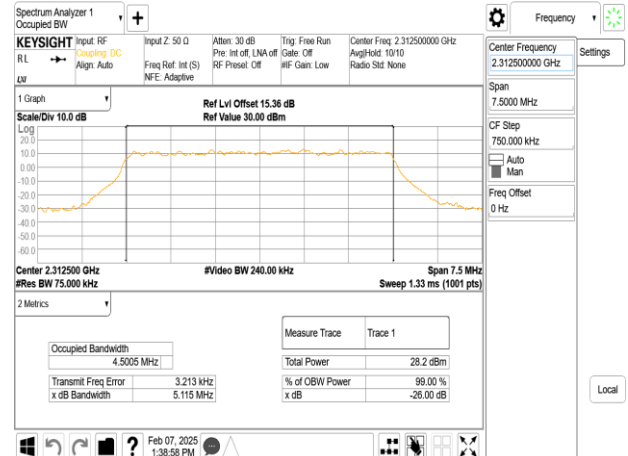 Spectrum Analyzer 1
Occupied BW
Frequency
KEYSIGHT Input: RF Input Z: 50 Ω Atten: 30 dB Trig: Free Run Center Freq: 2.312500000 GHz
RL Coupling: DC Pre: Int off, LNA off Gate: Off Avg|Hold: 10/10
Align: Auto Freq Ref: Int (S) RF Preset: Off #IF Gain: Low Radio Std: None
NFE: Adaptive
LXI
Center Frequency
2.312500000 GHz
Settings
Span
7.5000 MHz
CF Step
750.000 kHz
Auto
Man
Freq Offset
0 Hz
1 Graph
Ref Lvl Offset 15.36 dB
Scale/Div 10.0 dB Ref Value 30.00 dBm
Log
20.0
10.0
0.00
-10.0
-20.0
-30.0
-40.0
-50.0
-60.0
Center 2.312500 GHz #Video BW 240.00 kHz Span 7.5 MHz
#Res BW 75.000 kHz Sweep 1.33 ms (1001 pts)
2 Metrics
Measure Trace Trace 1
Occupied Bandwidth
4.5005 MHz
Total Power 28.2 dBm
Transmit Freq Error 3.213 kHz % of OBW Power 99.00 %
x dB Bandwidth 5.115 MHz x dB -26.00 dB
Local
Feb 07, 2025
1:38:58 PM